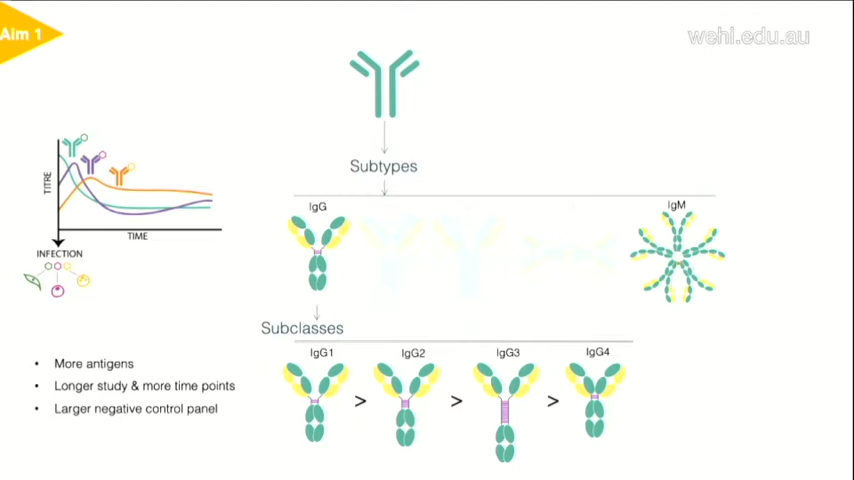 Aim 1
wehi.edu.au
Subtypes
IgG
IgM
TITRE
TIME
INFECTION
Subclasses
IgG1
IgG2
IgG3
IgG4
> > >
• More antigens
• Longer study & more time points
• Larger negative control panel